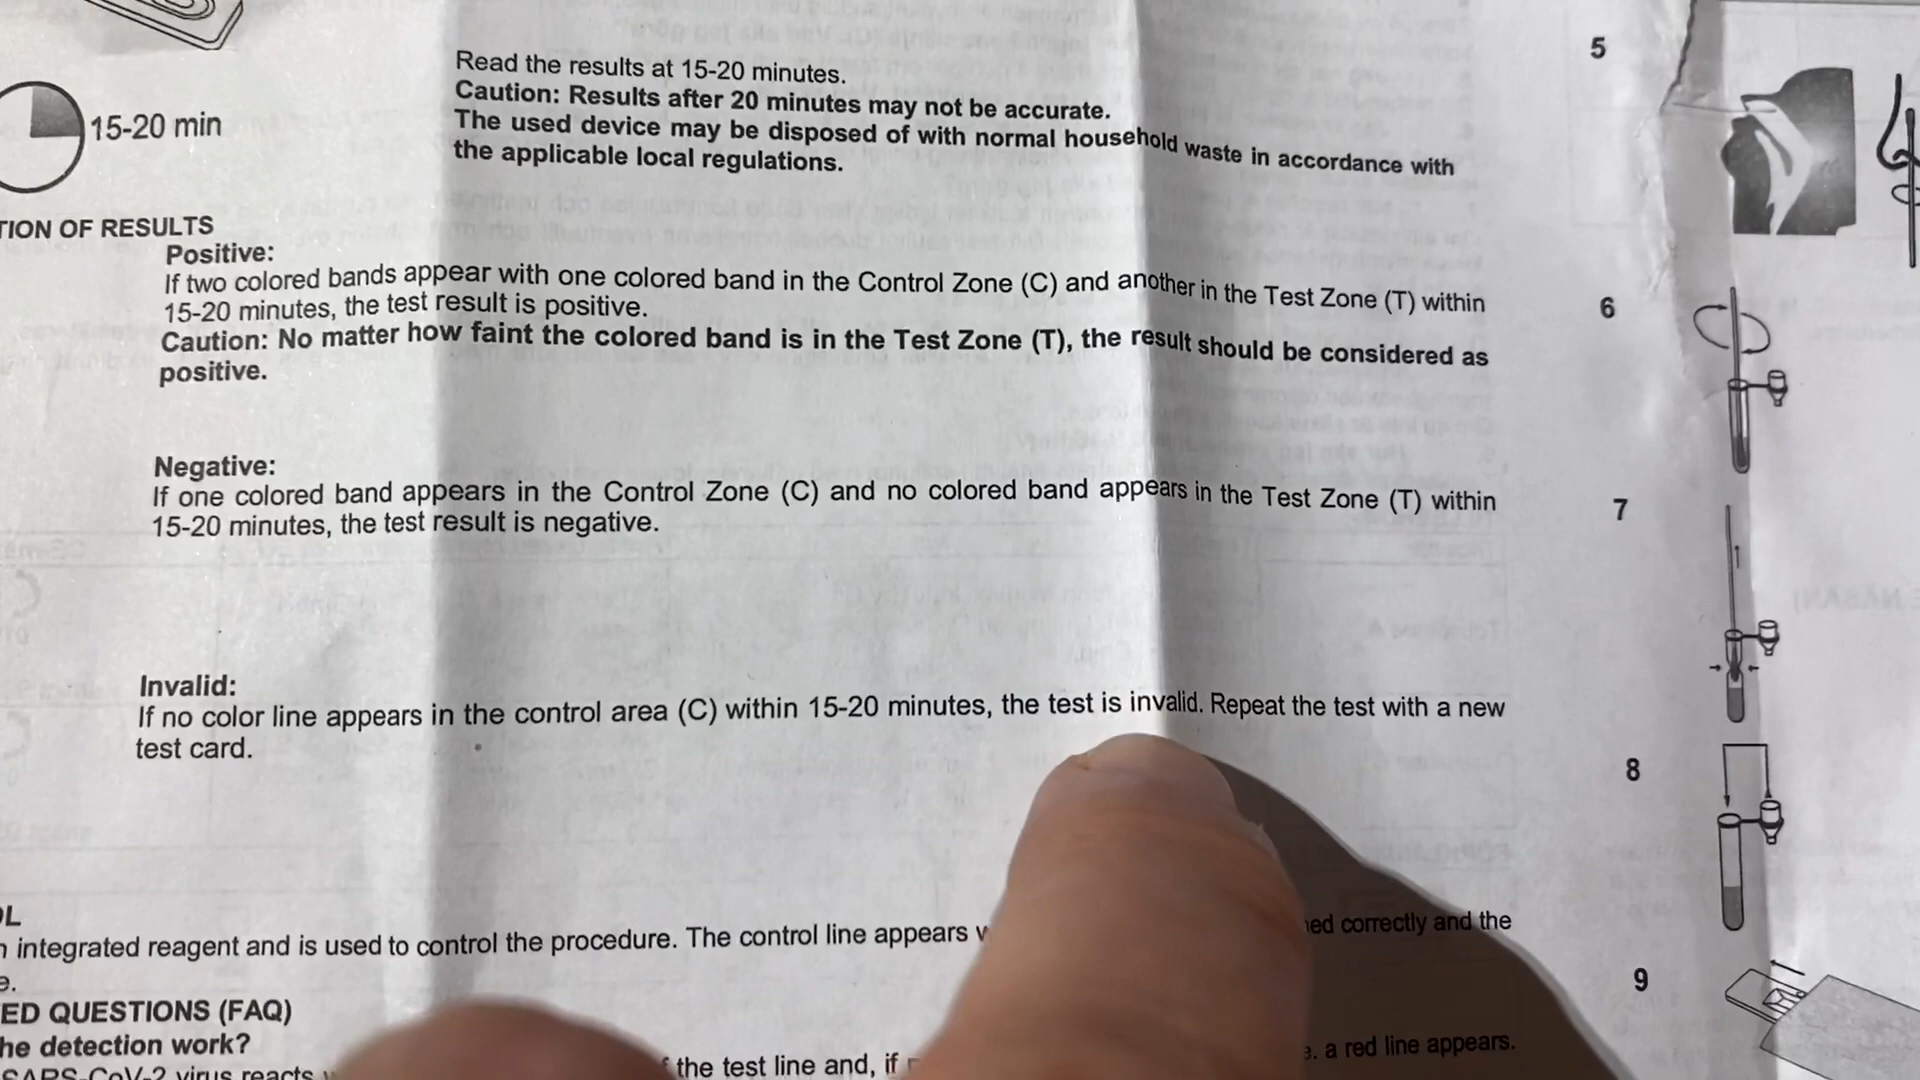 15-20 min
Read the results at 15-20 minutes.
Caution: Results after 20 minutes may not be accurate.
The used device may be disposed of with normal household waste in accordance with
the applicable local regulations.
TION OF RESULTS
Positive:
If two colored bands appear with one colored band in the Control Zone (C) and another in the Test Zone (T) within
15-20 minutes, the test result is positive.
Caution: No matter how faint the colored band is in the Test Zone (T), the result should be considered as
positive.
Negative:
If one colored band appears in the Control Zone (C) and no colored band appears in the Test Zone (T) within
15-20 minutes, the test result is negative.
Invalid:
If no color line appears in the control area (C) within 15-20 minutes, the test is invalid. Repeat the test with a new
test card.
OL
n integrated reagent and is used to control the procedure. The control line appears
ed correctly and the
e.
ED QUESTIONS (FAQ)
he detection work?
SARS-CoV-2 virus reacts
the test line and, if
a red line appears.
5
6
7
8
9